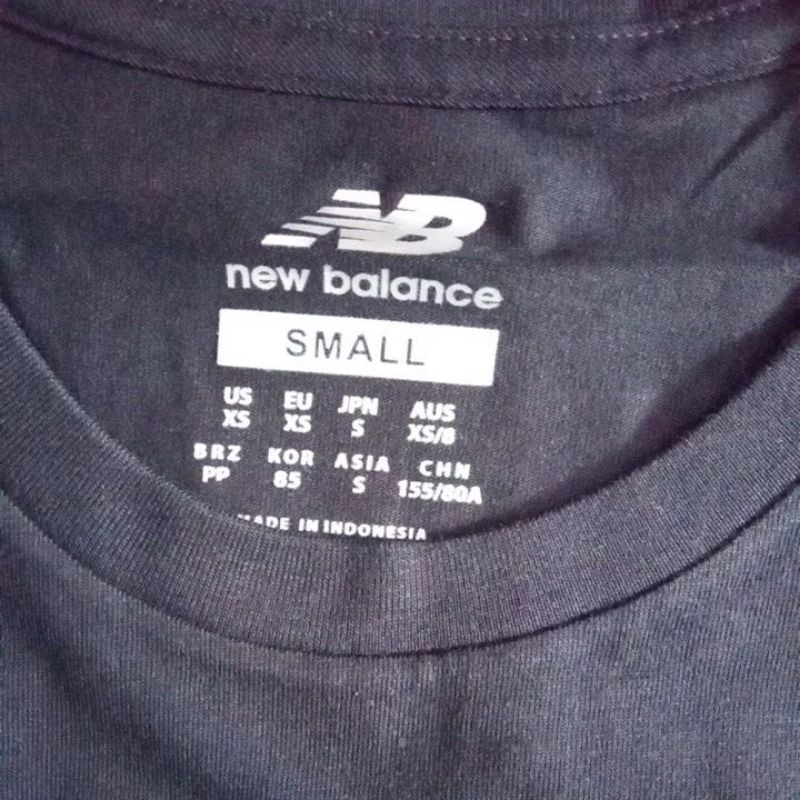 NB
new balance
SMALL
US EU JPN AUS
XS XS S XS/8
BRZ KOR ASIA CHN
PP 85 S 155/80A
MADE IN INDONESIA